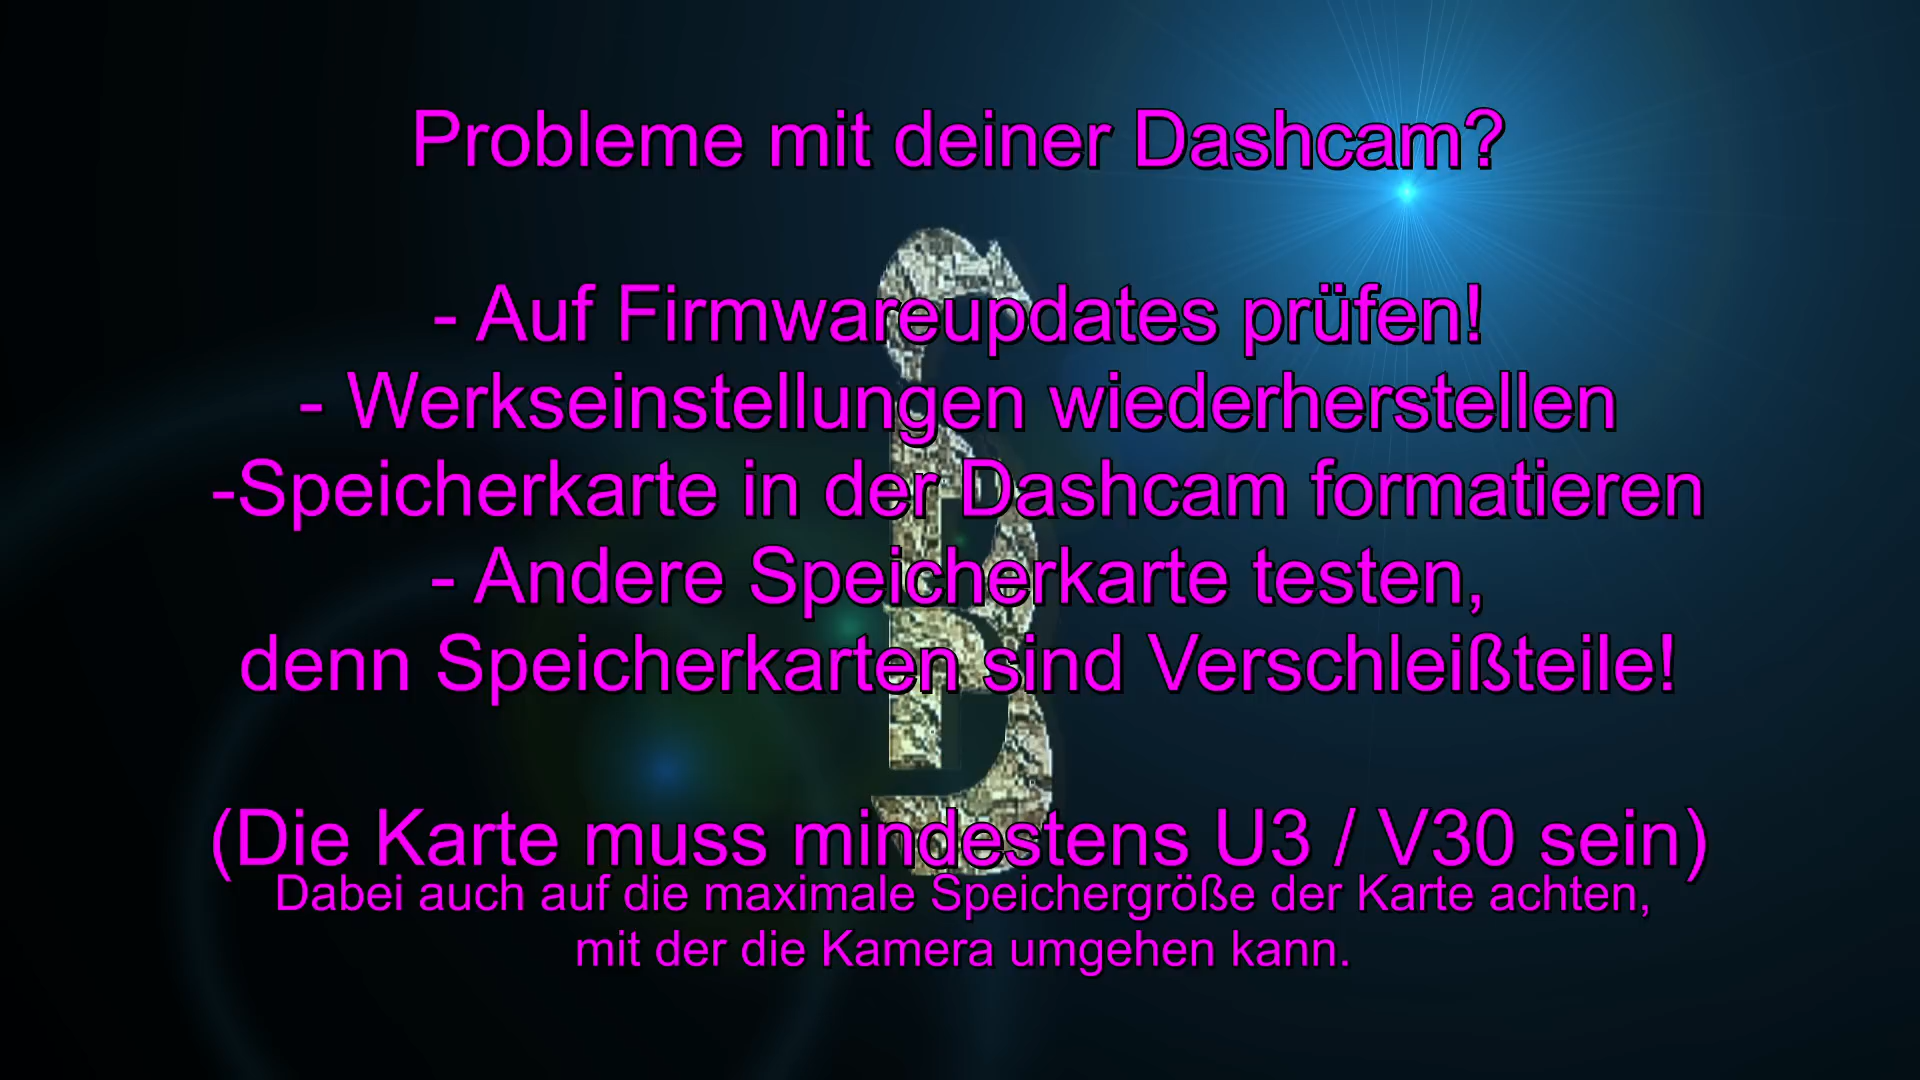 Probleme mit deiner Dashcam?
- Auf Firmwareupdates prüfen!
- Werkseinstellungen wiederherstellen
-Speicherkarte in der Dashcam formatieren
- Andere Speicherkarte testen,
denn Speicherkarten sind Verschleißteile!
(Die Karte muss mindestens U3 / V30 sein)
Dabei auch auf die maximale Speichergröße der Karte achten,
mit der die Kamera umgehen kann.